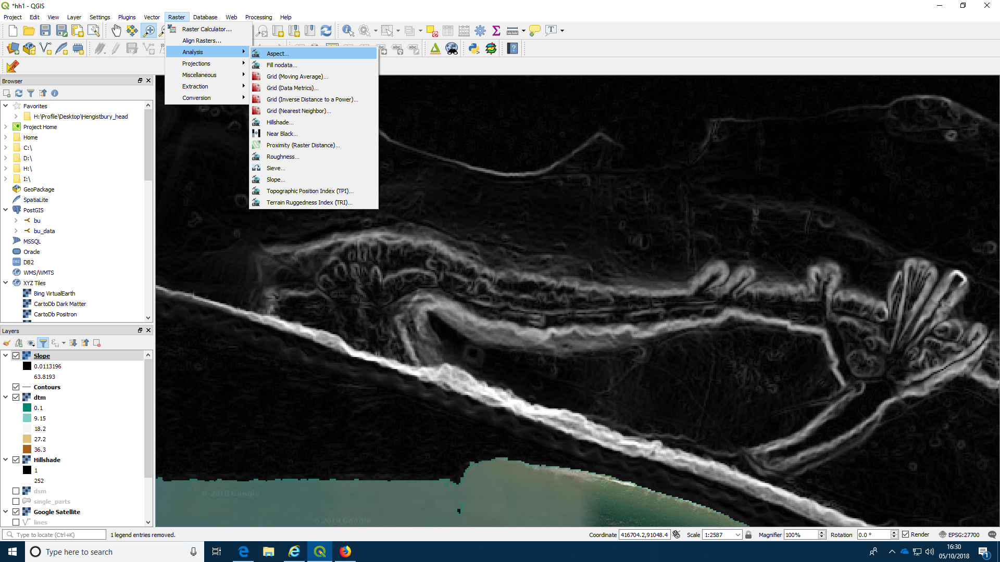 *hh1 - QGIS
Project Edit View Layer Settings Plugins Vector Raster Database Web Processing Help
Raster Calculator...
Align Rasters...
Analysis
Projections
Miscellaneous
Extraction
Conversion
Aspect...
Fill nodata...
Grid (Moving Average)...
Grid (Data Metrics)...
Grid (Inverse Distance to a Power)...
Grid (Nearest Neighbor)...
Hillshade...
Near Black...
Proximity (Raster Distance)...
Roughness...
Sieve...
Slope...
Topographic Position Index (TPI)...
Terrain Ruggedness Index (TRI)...
Browser
Favorites
H:\Profile\Desktop\Hengistbury_head
Project Home
Home
C:\
D:\
H:\
I:\
GeoPackage
SpatiaLite
PostGIS
bu
bu_data
MSSQL
Oracle
DB2
WMS/WMTS
XYZ Tiles
Bing VirtualEarth
CartoDb Dark Matter
CartoDb Positron
Layers
Slope
0.0113196
63.8193
Contours
dtm
0.1
9.15
18.2
27.2
36.3
Hillshade
1
252
dsm
single_parts
Google Satellite
lines
© 2018 Google
© 2018 Google
Type to locate (Ctrl+K) 1 legend entries removed. Coordinate 416704.2,91048.4 Scale 1:2587 Magnifier 100% Rotation 0.0 ° Render EPSG:27700
Type here to search
16:30
05/10/2018